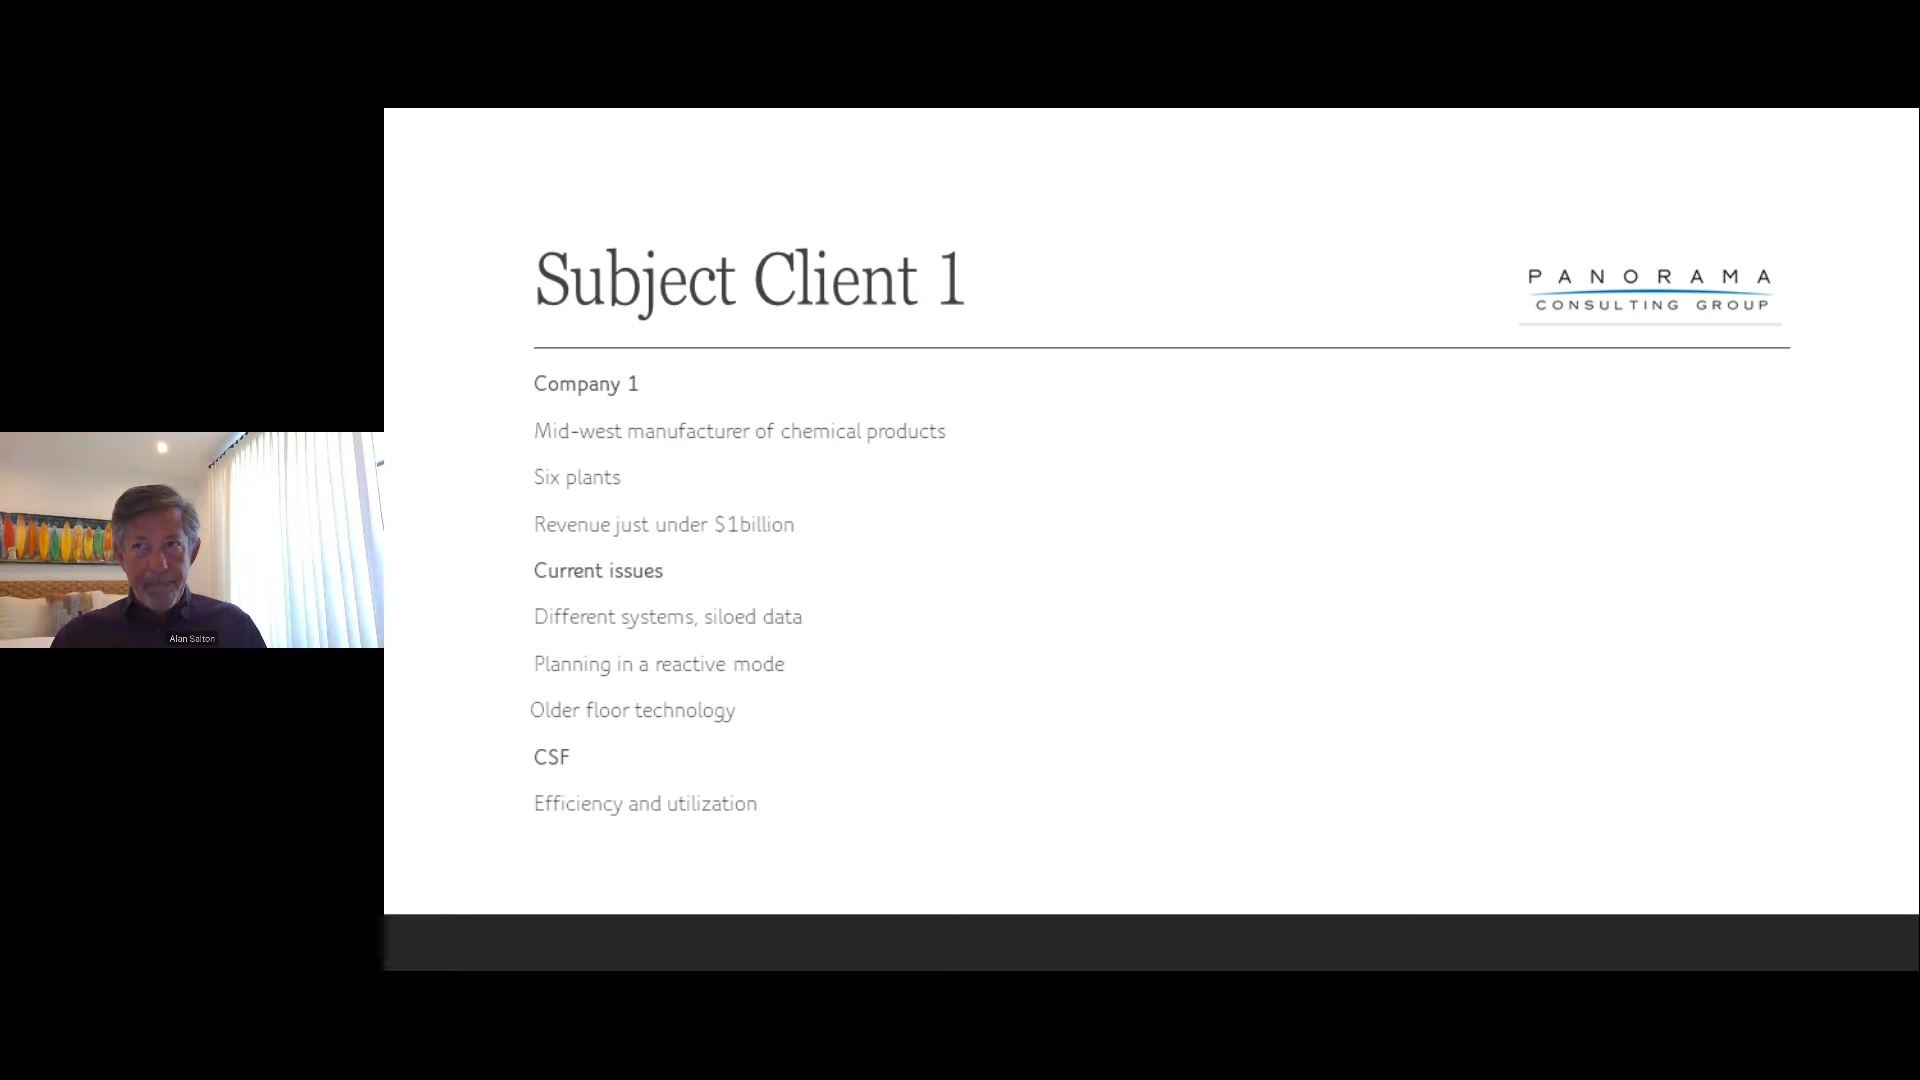 Subject Client 1
PANORAMA
CONSULTING GROUP
Company 1
Mid-west manufacturer of chemical products
Six plants
Revenue just under $1billion
Current issues
Different systems, siloed data
Planning in a reactive mode
Older floor technology
CSF
Efficiency and utilization
Alan Salton